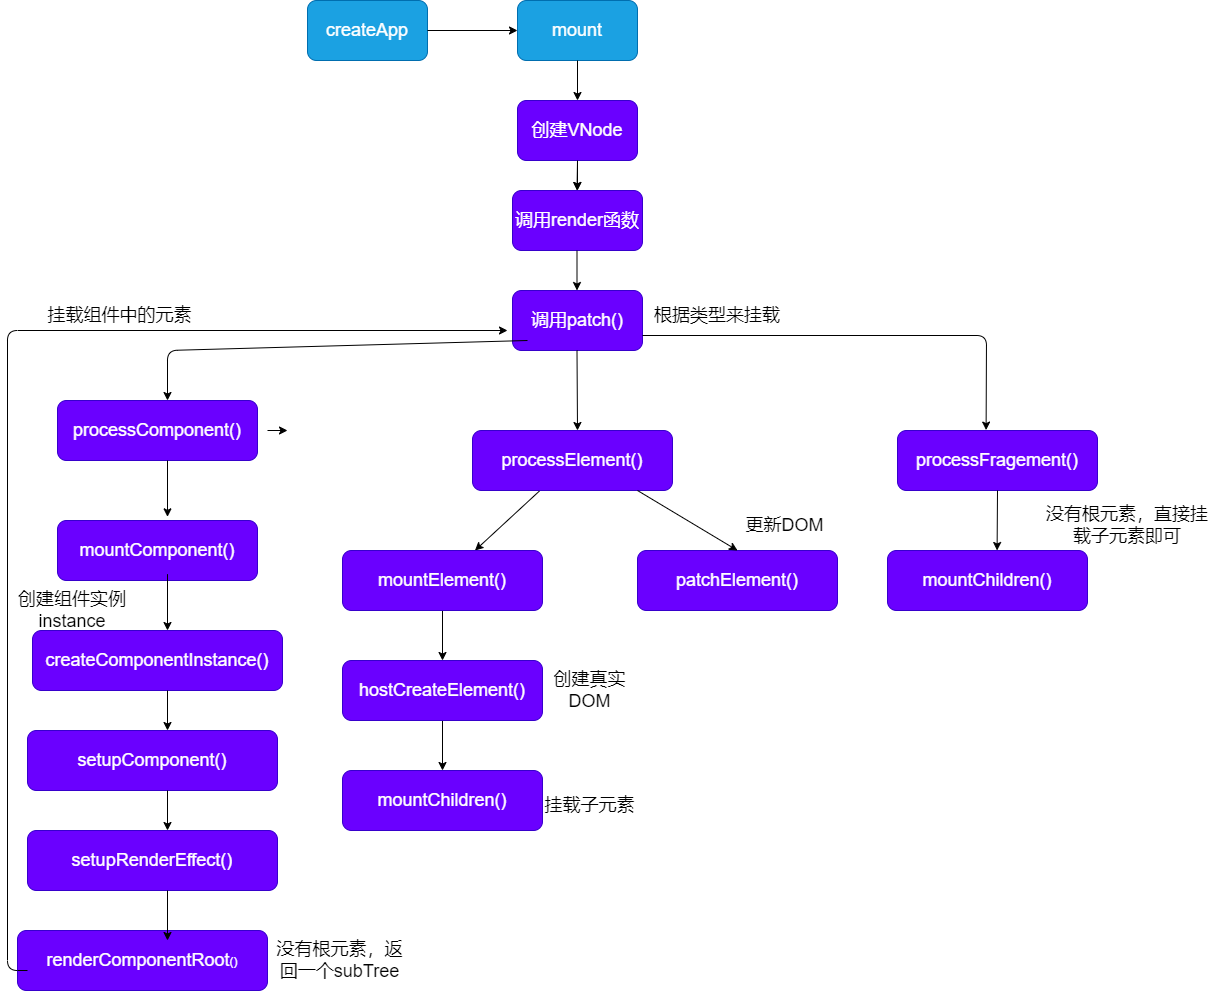 createApp
mount
创建VNode
调用render函数
挂载组件中的元素
调用patch()
根据类型来挂载
processComponent()
processElement()
processFragement()
mountComponent()
更新DOM
没有根元素，直接挂
载子元素即可
mountElement()
patchElement()
mountChildren()
创建组件实例
instance
createComponentInstance()
hostCreateElement()
创建真实
DOM
setupComponent()
mountChildren()
挂载子元素
setupRenderEffect()
renderComponentRoot()
没有根元素，返
回一个subTree